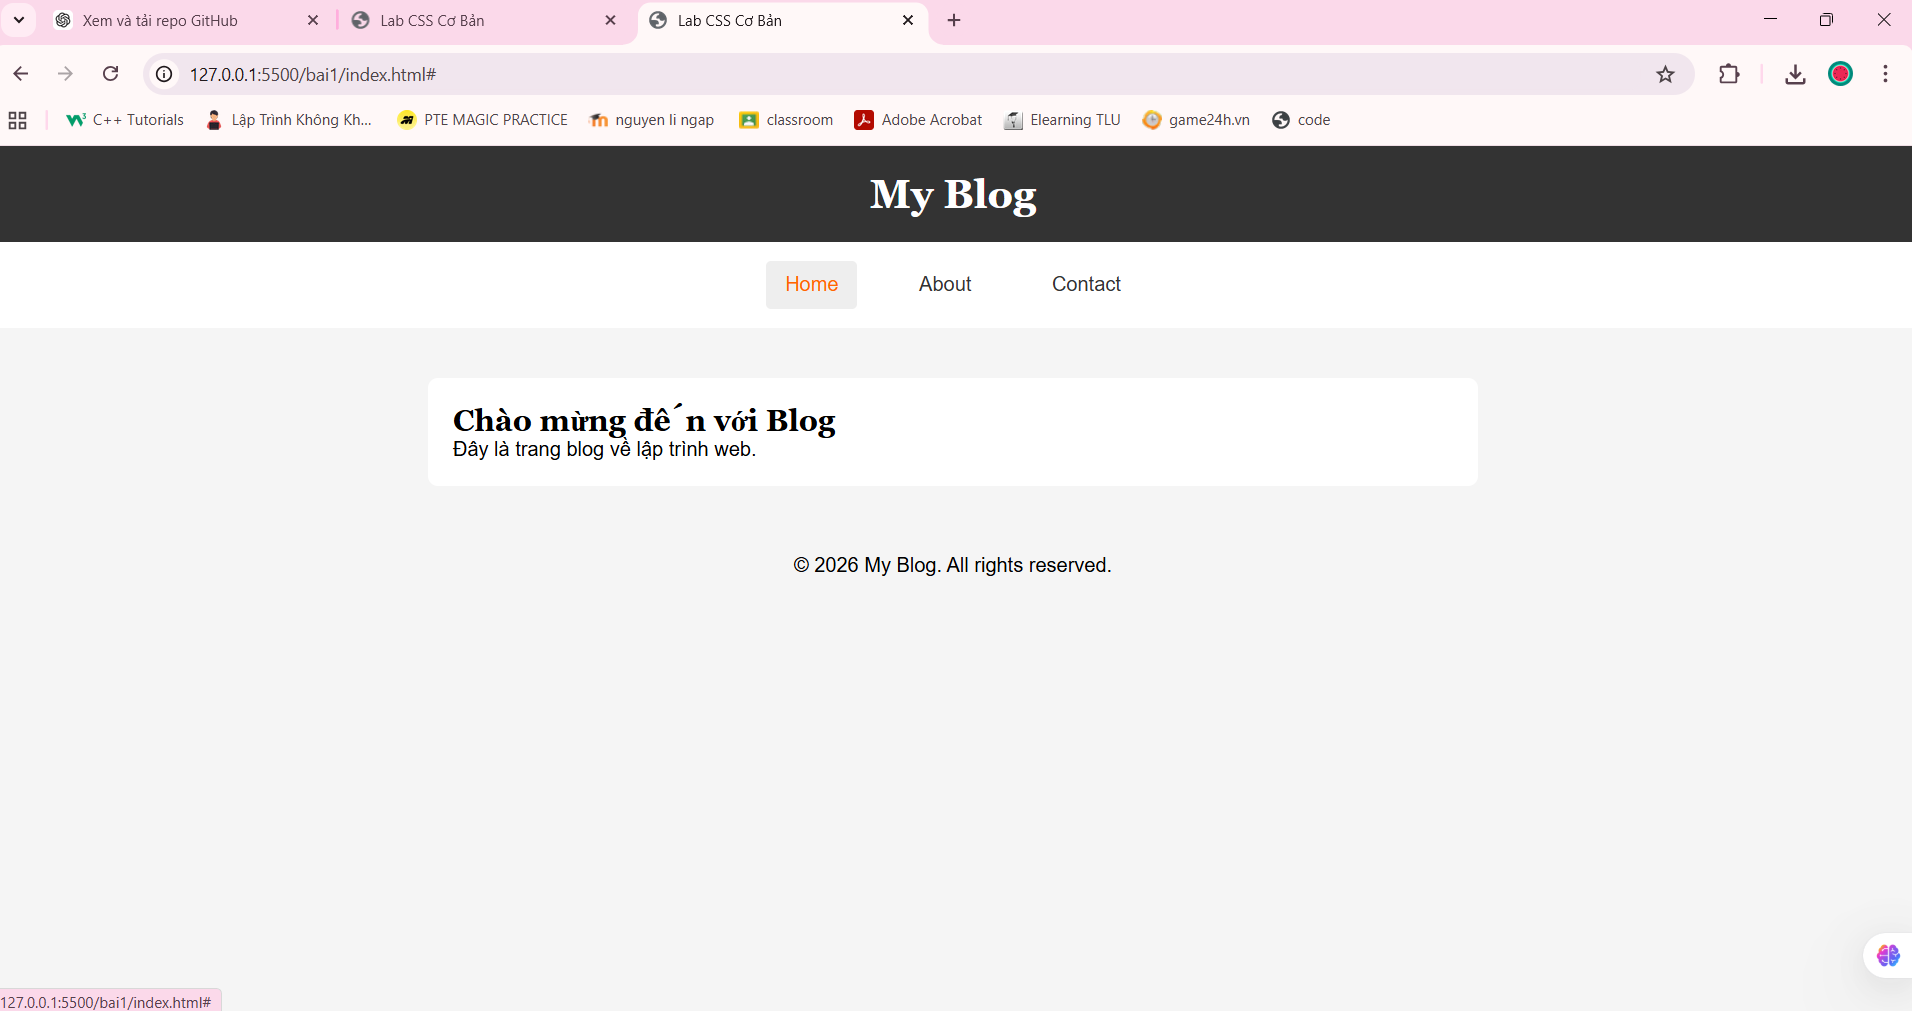 Xem và tải repo GitHub
Lab CSS Cơ Bản
Lab CSS Cơ Bản
127.0.0.1:5500/bai1/index.html#
C++ Tutorials
Lập Trình Không Kh...
PTE MAGIC PRACTICE
nguyen li ngap
classroom
Adobe Acrobat
Elearning TLU
game24h.vn
code
My Blog
Home
About
Contact
Chào mừng đến với Blog
Đây là trang blog về lập trình web.
© 2026 My Blog. All rights reserved.
127.0.0.1:5500/bai1/index.html#